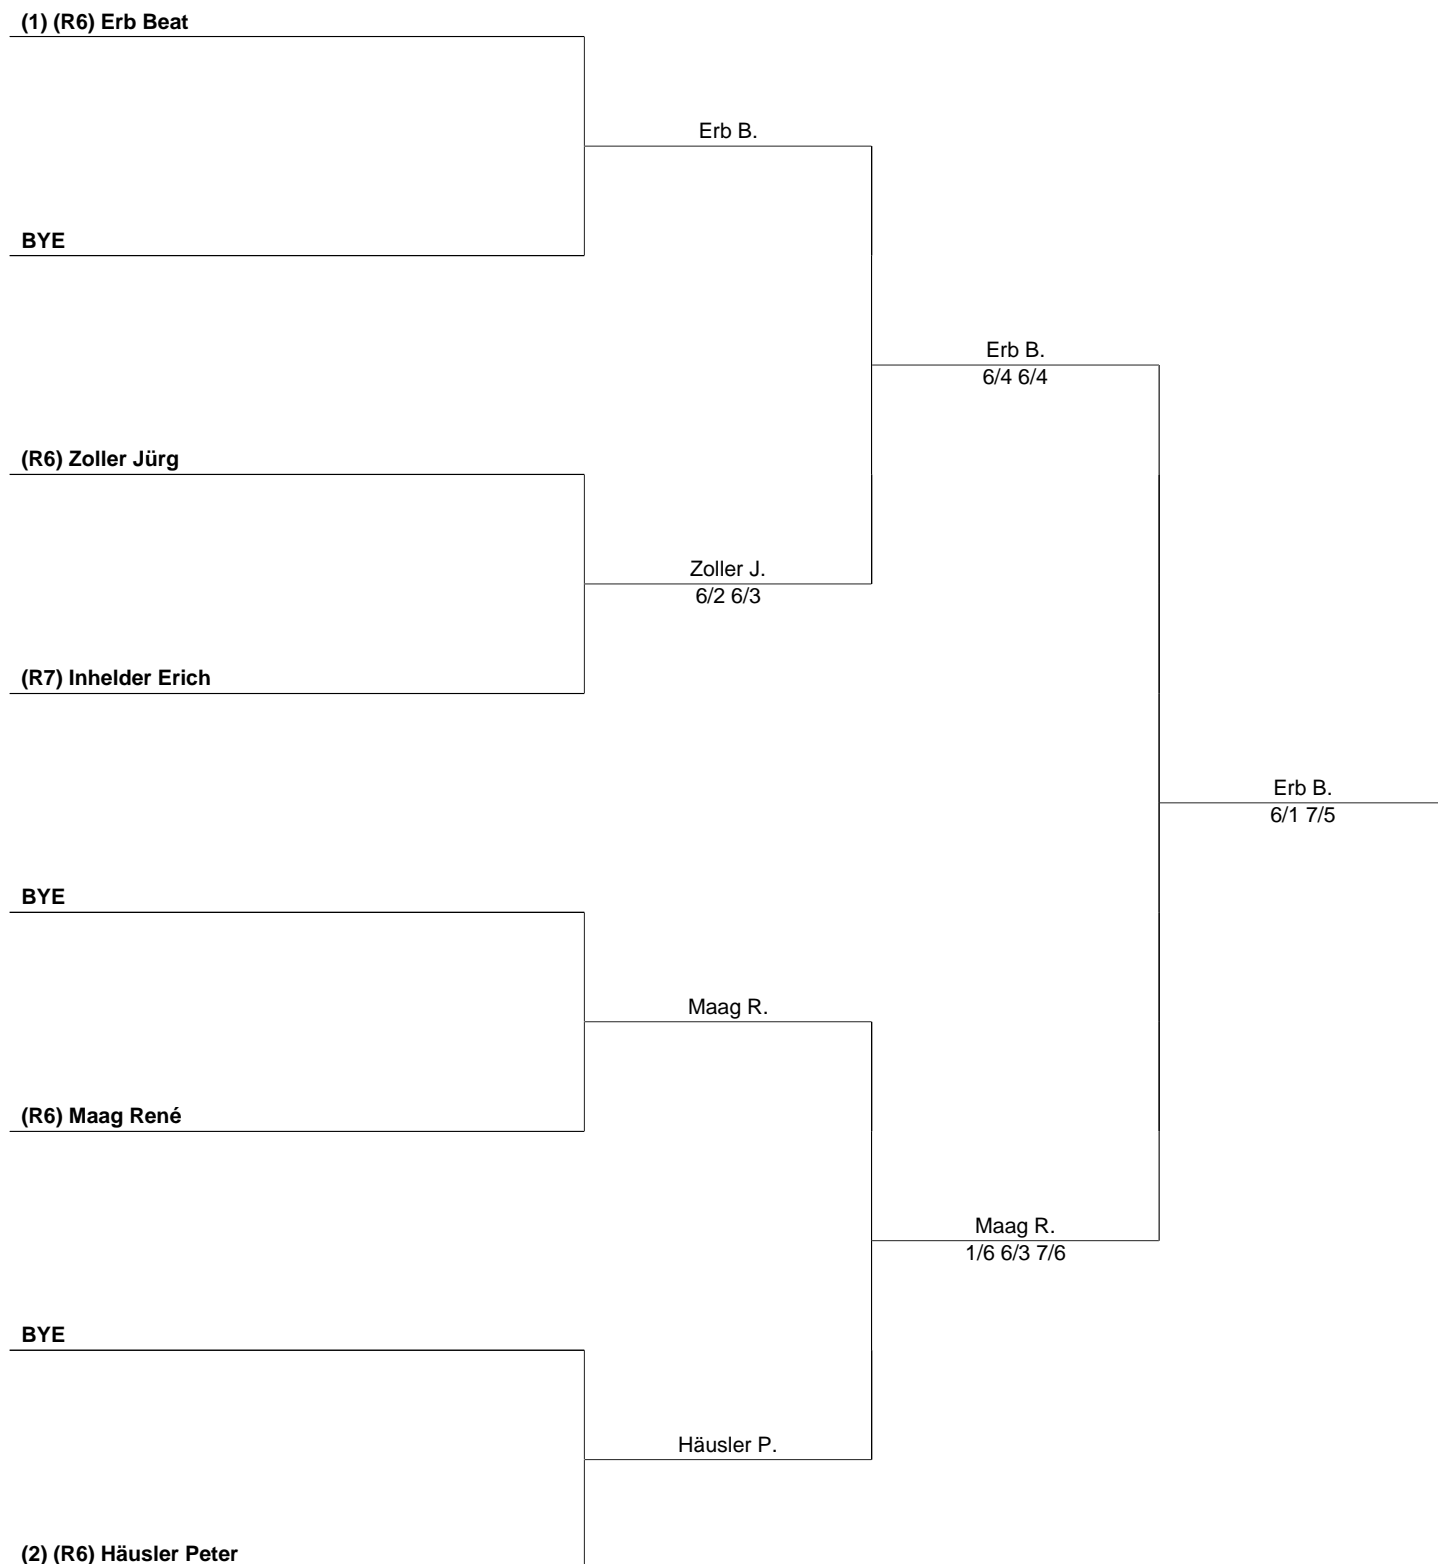 (1) (R6) Erb Beat
Erb B.
BYE
Erb B.
6/4 6/4
(R6) Zoller Jürg
Zoller J.
6/2 6/3
(R7) Inhelder Erich
Erb B.
6/1 7/5
BYE
Maag R.
(R6) Maag René
Maag R.
1/6 6/3 7/6
BYE
Häusler P.
(2) (R6) Häusler Peter